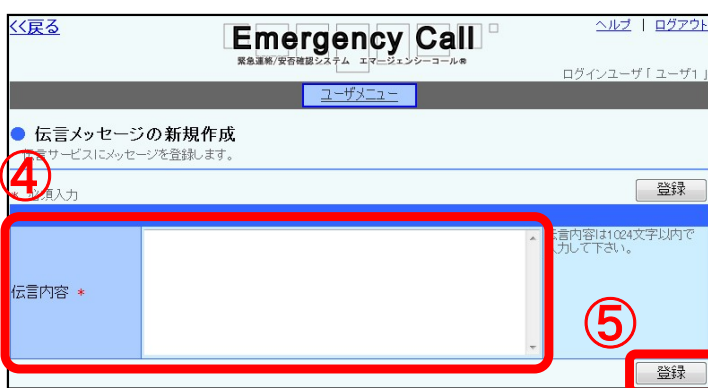 <<戻る
ヘルプ | ログアウト
Emergency Call
緊急連絡/安否確認システム エマージェンシーコール®
ログインユーザ「 ユーザ1 」
ユーザメニュー
● 伝言メッセージの新規作成
伝言サービスにメッセージを登録します。
④
* 必須入力
登録
伝言内容は1024文字以内で
入力して下さい。
伝言内容 *
⑤
登録